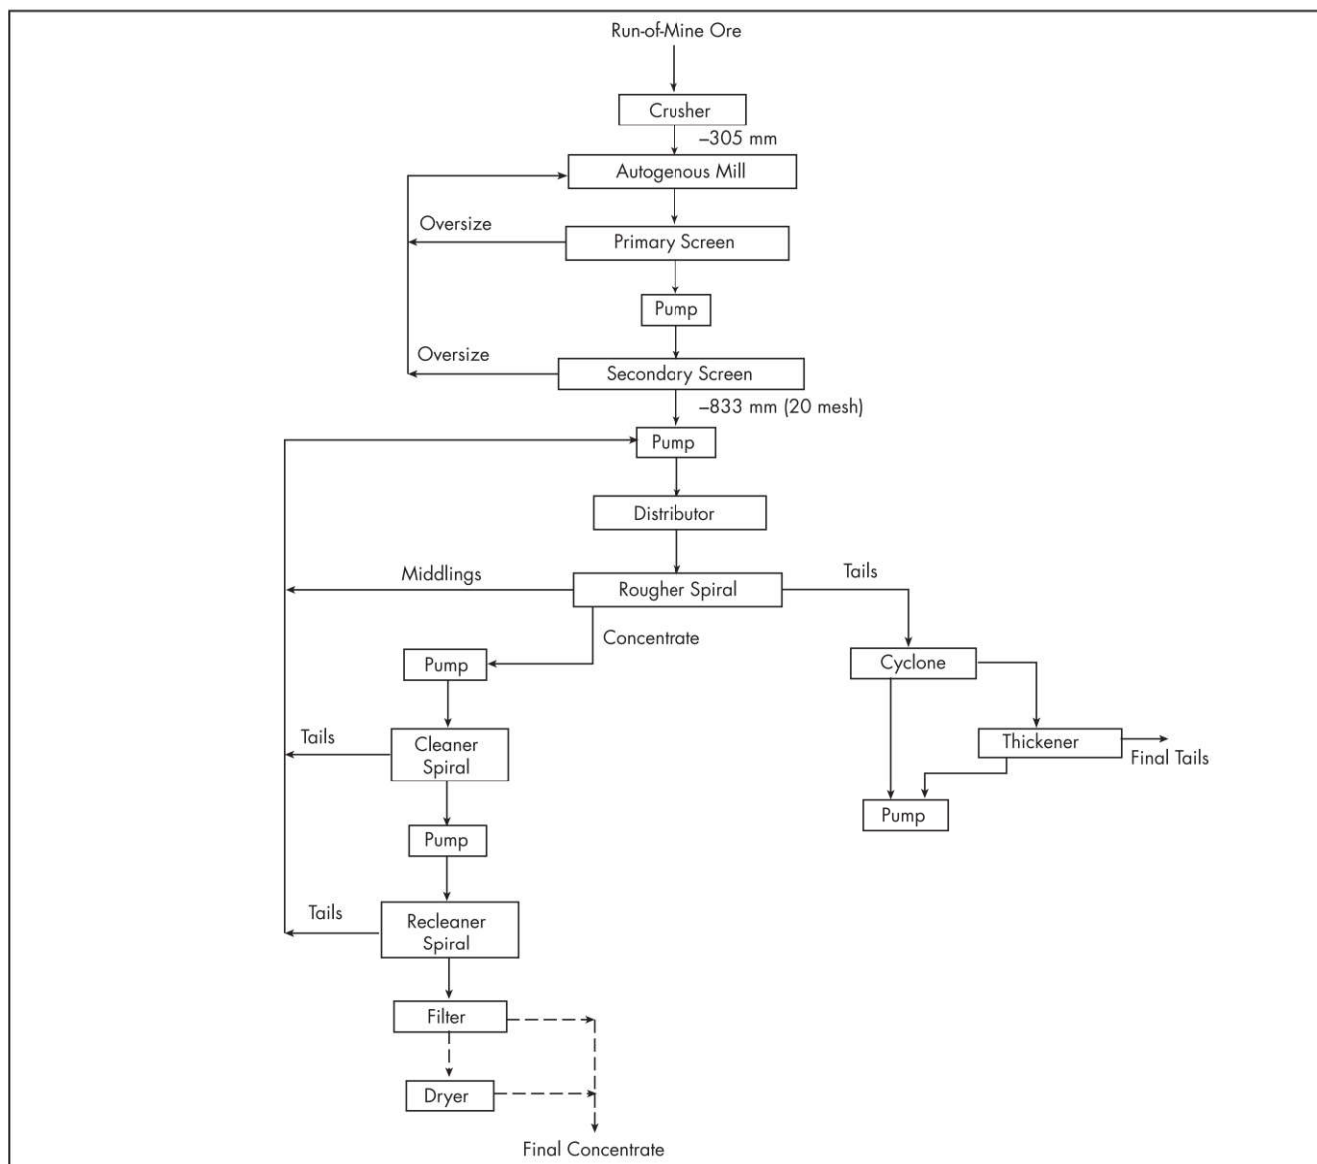 Run-of-Mine Ore
Crusher
–305 mm
Autogenous Mill
Oversize
Primary Screen
Pump
Oversize
Secondary Screen
–833 mm (20 mesh)
Pump
Distributor
Middlings
Rougher Spiral
Tails
Concentrate
Pump
Cyclone
Tails
Cleaner
Spiral
Thickener
Final Tails
Pump
Pump
Tails
Recleaner
Spiral
Filter
Dryer
Final Concentrate